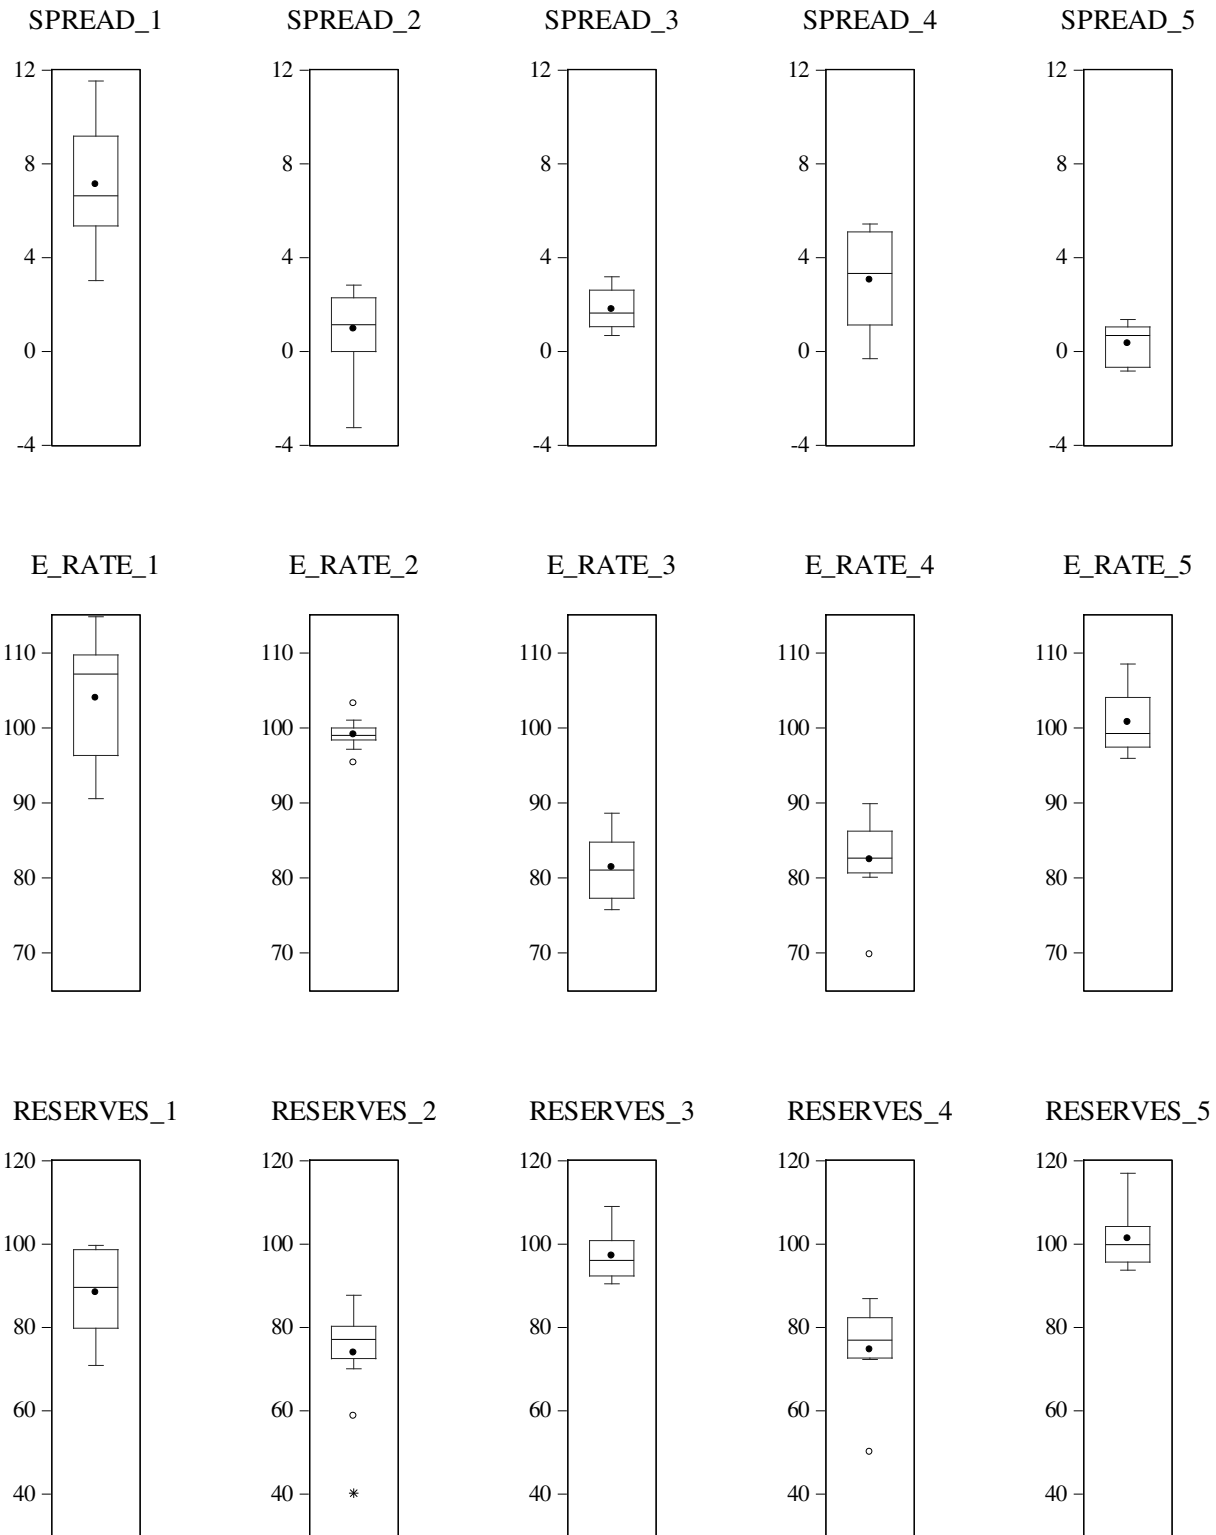 SPREAD_1 SPREAD_2 SPREAD_3 SPREAD_4 SPREAD_5
12 12 12 12 12
8 8 8 8 8
4 4 4 4 4
0 0 0 0 0
-4 -4 -4 -4 -4
E_RATE_1 E_RATE_2 E_RATE_3 E_RATE_4 E_RATE_5
110 110 110 110 110
100 100 100 100 100
90 90 90 90 90
80 80 80 80 80
70 70 70 70 70
RESERVES_1 RESERVES_2 RESERVES_3 RESERVES_4 RESERVES_5
120 120 120 120 120
100 100 100 100 100
80 80 80 80 80
60 60 60 60 60
40 40 40 40 40